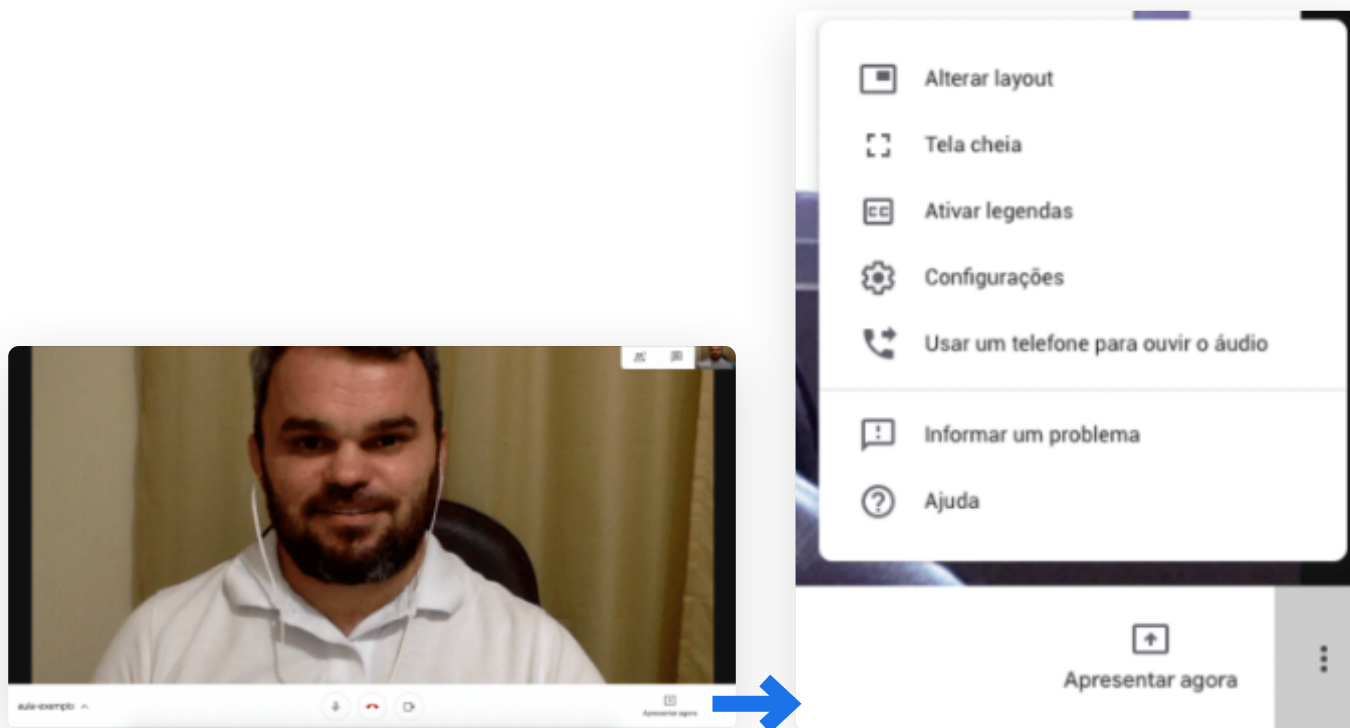 aula-exemplo
Apresentar agora
Alterar layout
Tela cheia
CC
Ativar legendas
Configurações
Usar um telefone para ouvir o áudio
Informar um problema
Ajuda
Apresentar agora